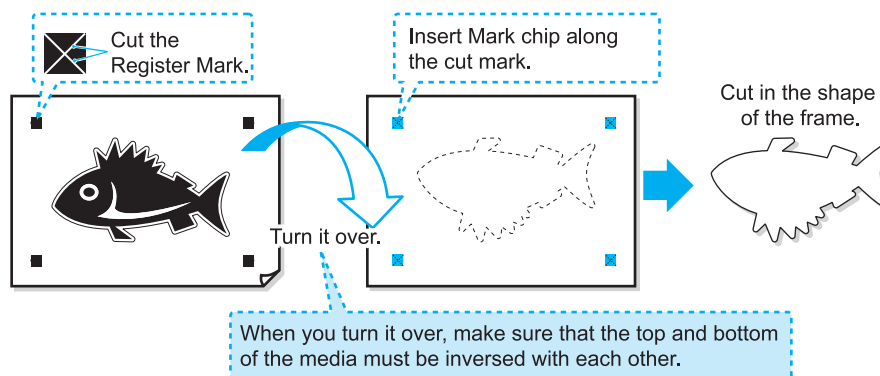 Cut the
Register Mark.
Insert Mark chip along
the cut mark.
Cut in the shape
of the frame.
Turn it over.
When you turn it over, make sure that the top and bottom
of the media must be inversed with each other.